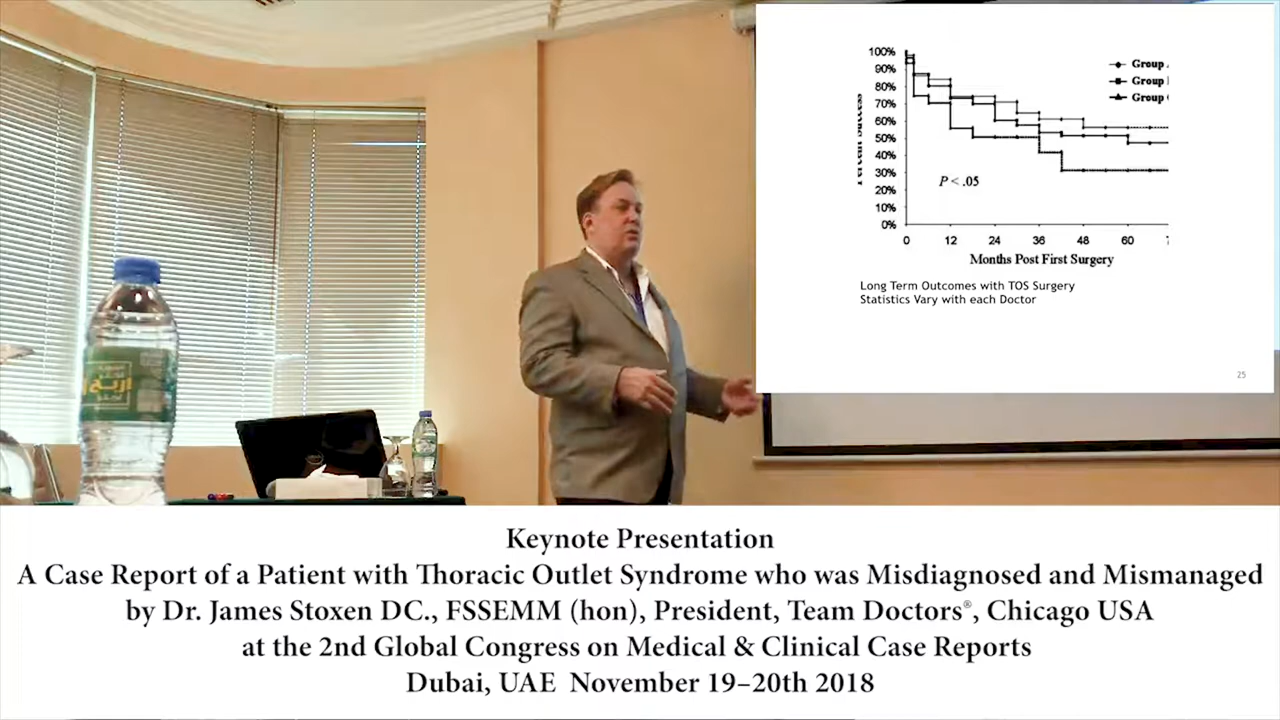 100%
90%
80%
70%
60%
50%
40%
30%
20%
10%
0%
Group
Group
Group
P < .05
0 12 24 36 48 60
Months Post First Surgery
Long Term Outcomes with TOS Surgery
Statistics Vary with each Doctor
25
Keynote Presentation
A Case Report of a Patient with Thoracic Outlet Syndrome who was Misdiagnosed and Mismanaged
by Dr. James Stoxen DC., FSSEMM (hon), President, Team Doctors®, Chicago USA
at the 2nd Global Congress on Medical & Clinical Case Reports
Dubai, UAE November 19–20th 2018